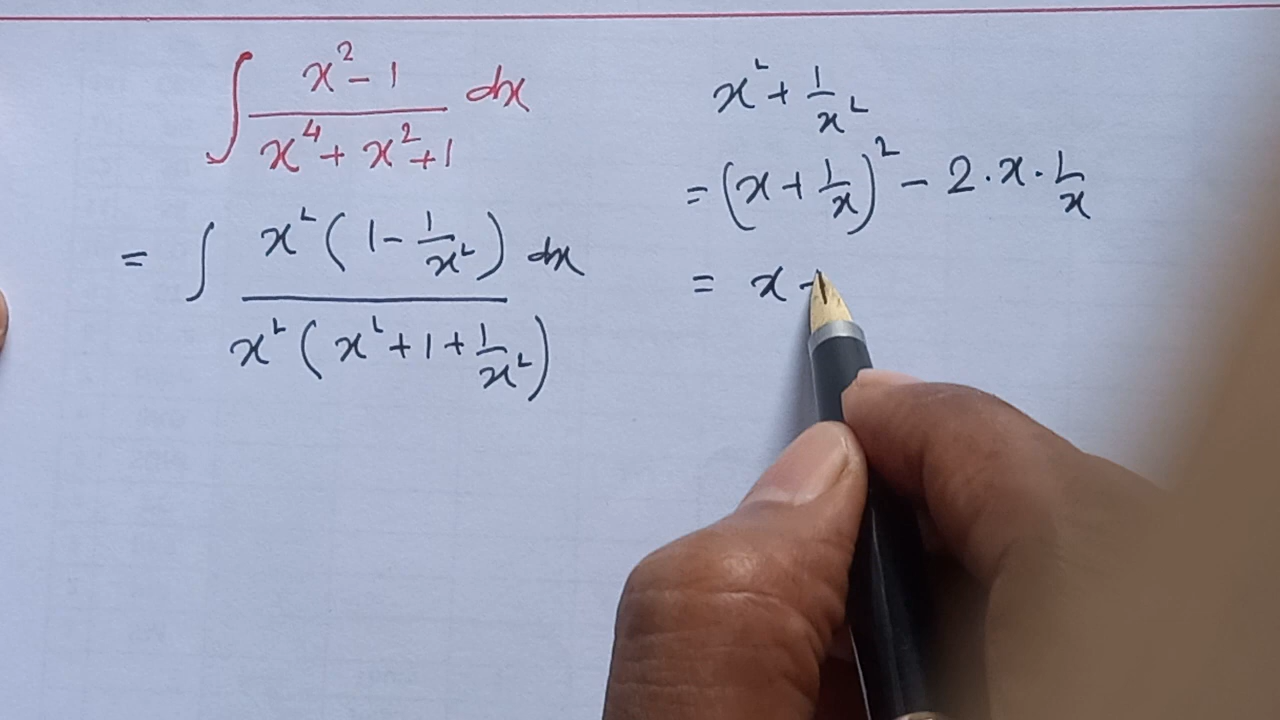 ∫ (x² - 1)/(x⁴ + x² + 1) dx
= ∫ x²(1 - 1/x²) dx / x²(x² + 1 + 1/x²)
x² + 1/x²
= (x + 1/x)² - 2·x·1/x
= x +